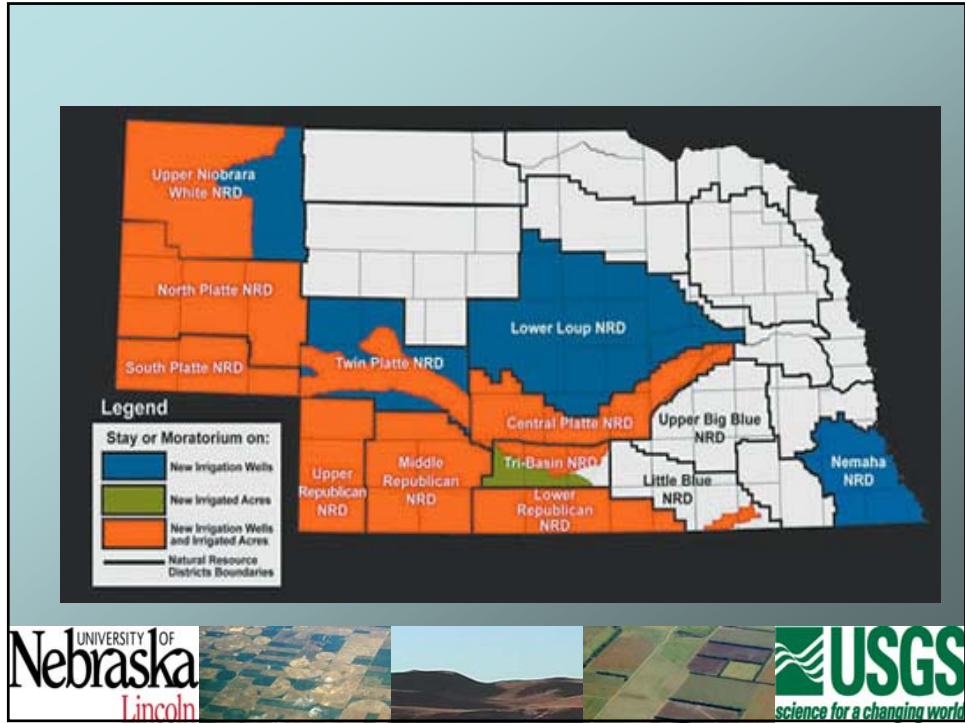 Upper Niobrara
White NRD
North Platte NRD
Lower Loup NRD
South Platte NRD
Twin Platte NRD
Central Platte NRD
Upper Big Blue
NRD
Tri-Basin NRD
Nemaha
NRD
Upper
Republican
NRD
Middle
Republican
NRD
Little Blue
NRD
Lower
Republican
NRD
Legend
Stay or Moratorium on:
New Irrigation Wells
New Irrigated Acres
New Irrigation Wells
and Irrigated Acres
Natural Resource
Districts Boundaries
UNIVERSITY OF
Nebraska
Lincoln
USGS
science for a changing world